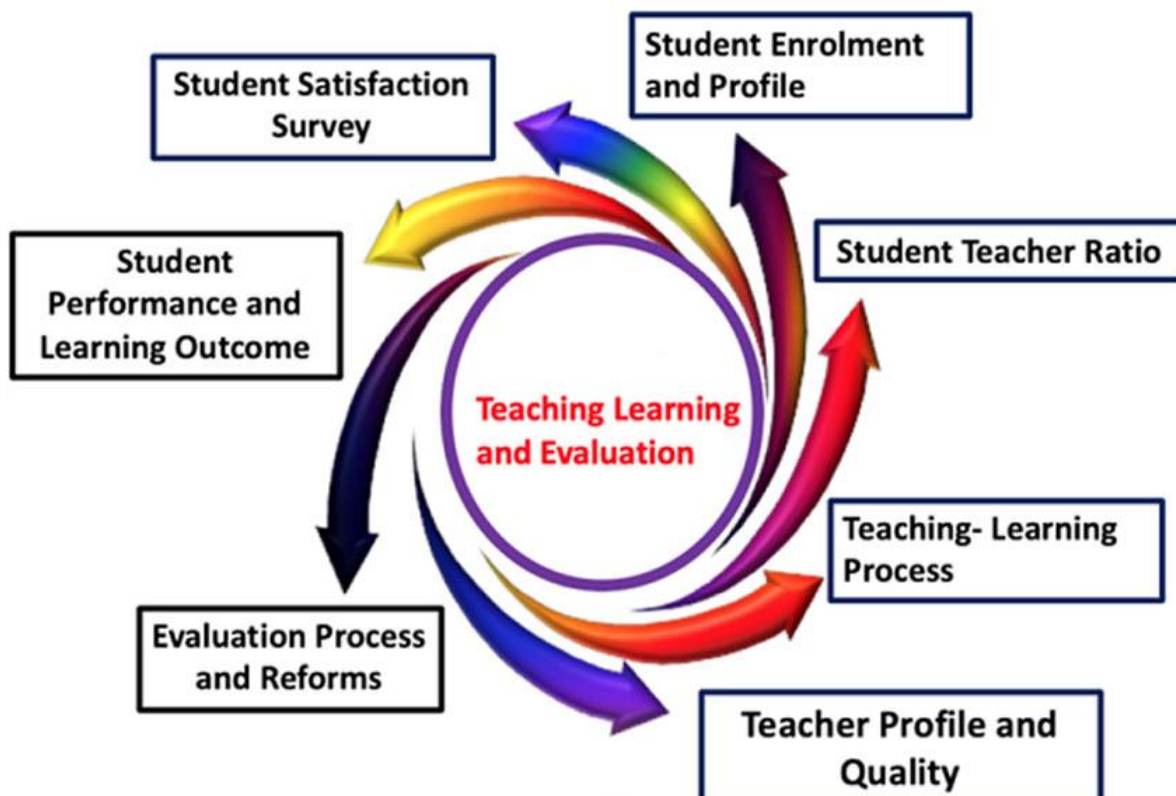 Student Enrolment
and Profile
Student Satisfaction
Survey
Student Teacher Ratio
Student
Performance and
Learning Outcome
Teaching Learning
and Evaluation
Teaching- Learning
Process
Evaluation Process
and Reforms
Teacher Profile and
Quality